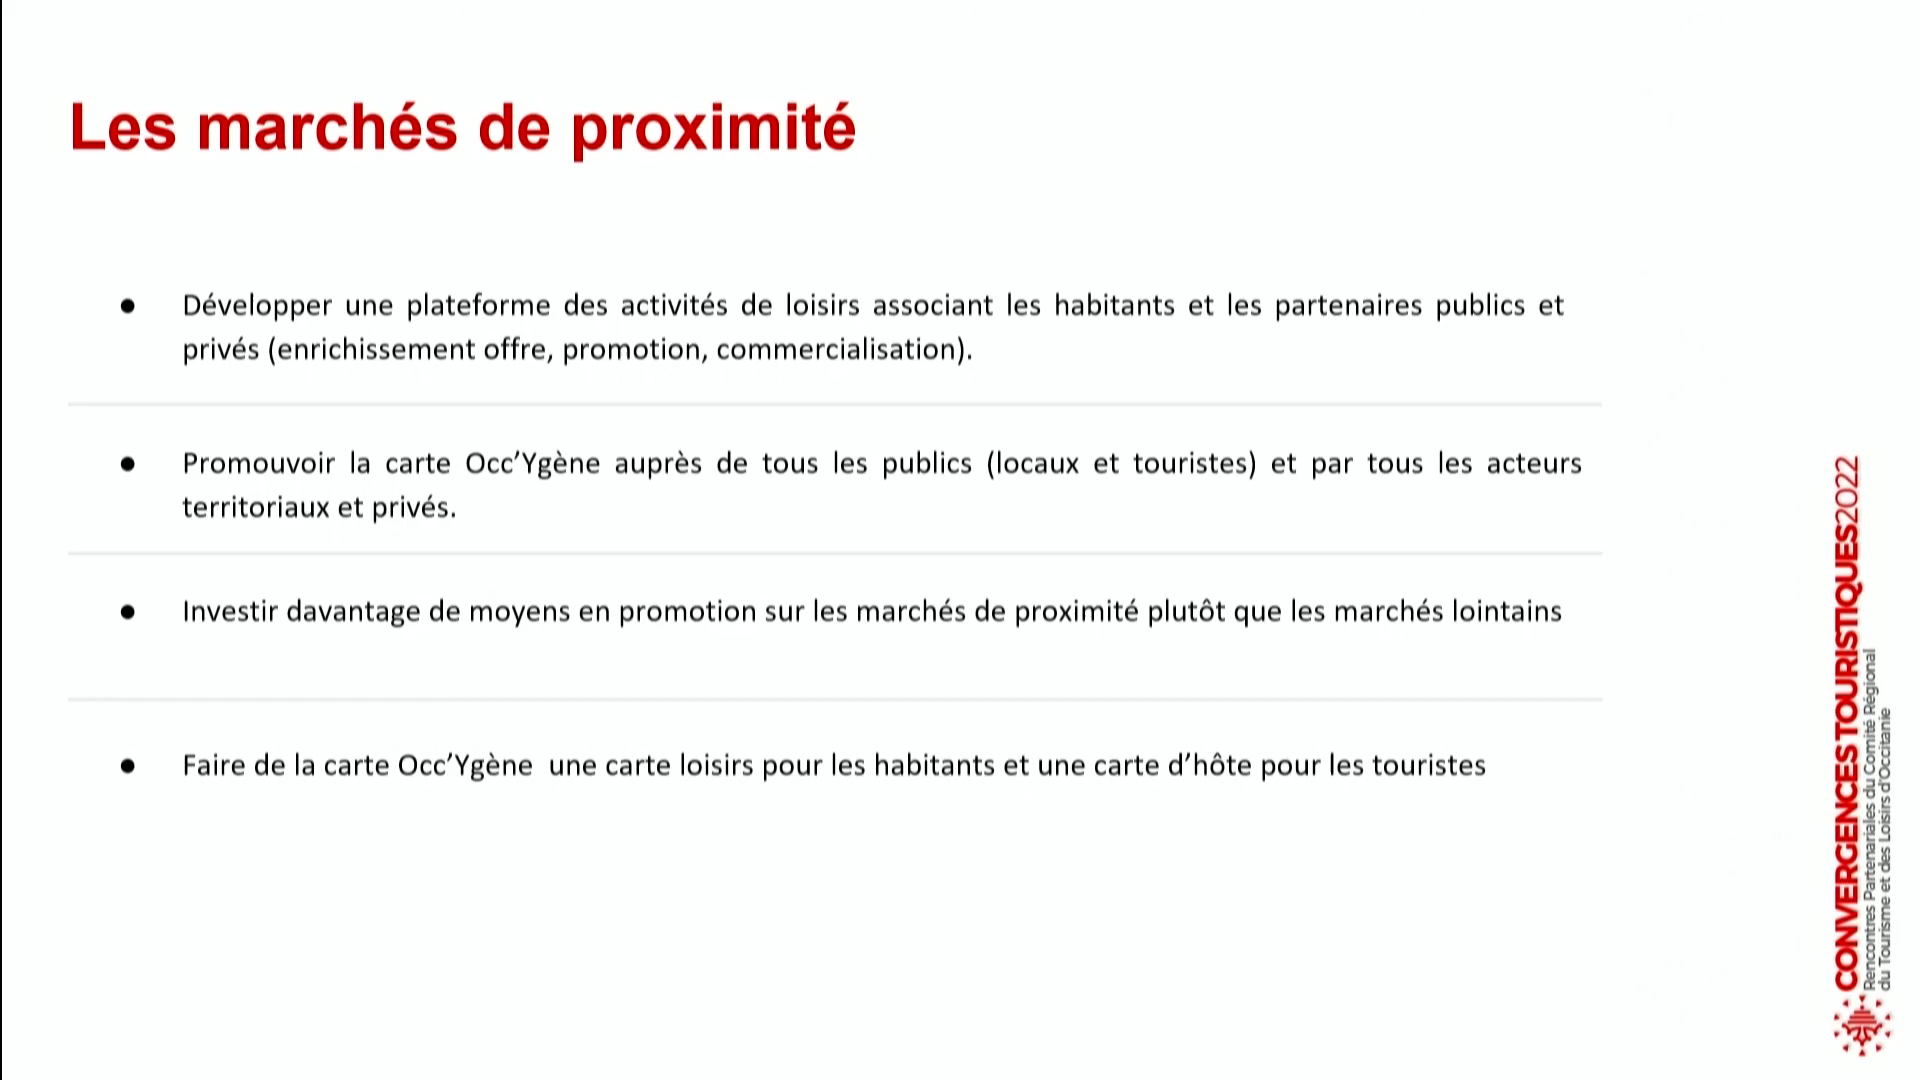 Les marchés de proximité
● Développer une plateforme des activités de loisirs associant les habitants et les partenaires publics et
privés (enrichissement offre, promotion, commercialisation).
● Promouvoir la carte Occ’Ygène auprès de tous les publics (locaux et touristes) et par tous les acteurs
territoriaux et privés.
● Investir davantage de moyens en promotion sur les marchés de proximité plutôt que les marchés lointains
● Faire de la carte Occ’Ygène une carte loisirs pour les habitants et une carte d’hôte pour les touristes
CONVERGENCESTOURISTIQUES2022
Rencontres Partenariales du Comité Régional
du Tourisme et des Loisirs d'Occitanie